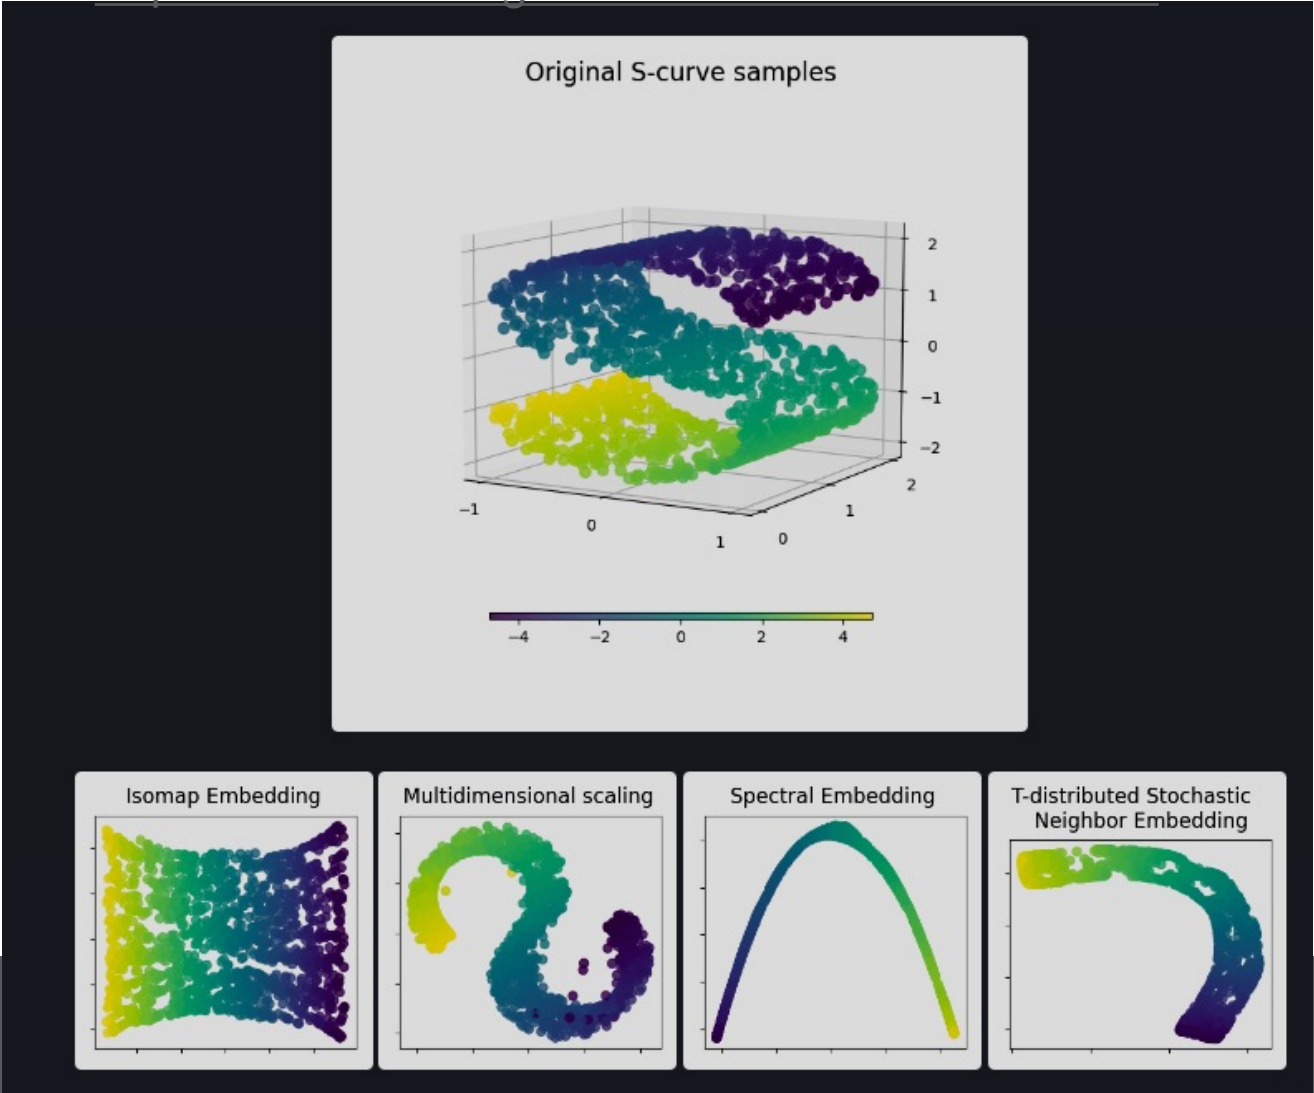 Original S-curve samples
2
1
0
−1
−2
−1
0
1
0
1
2
−4
−2
0
2
4
Isomap Embedding
Multidimensional scaling
Spectral Embedding
T-distributed Stochastic
Neighbor Embedding